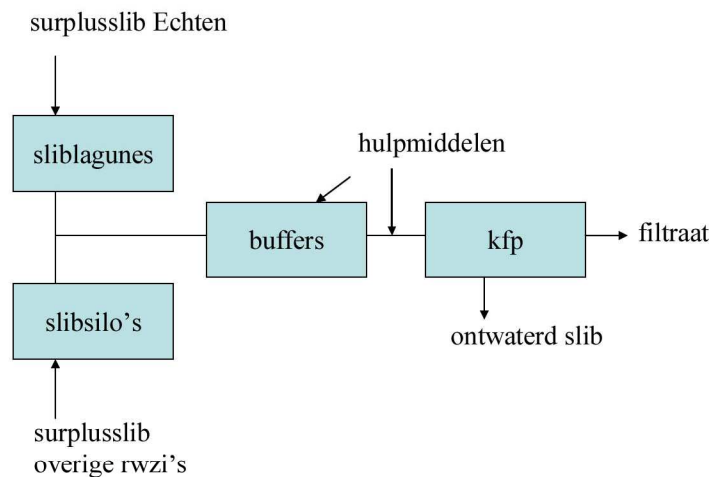 surplusslib Echten
sliblagunes
hulpmiddelen
buffers
kfp
filtraat
slibsilo's
ontwaterd slib
surplusslib
overige rwzi's